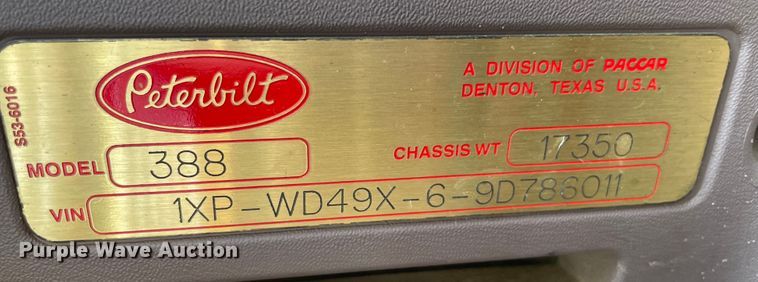 Peterbilt
A DIVISION OF PACCAR
DENTON, TEXAS U.S.A.
S53-6016
MODEL 388
CHASSIS WT 17350
VIN 1XP-WD49X-6-9D786011
Purple Wave Auction